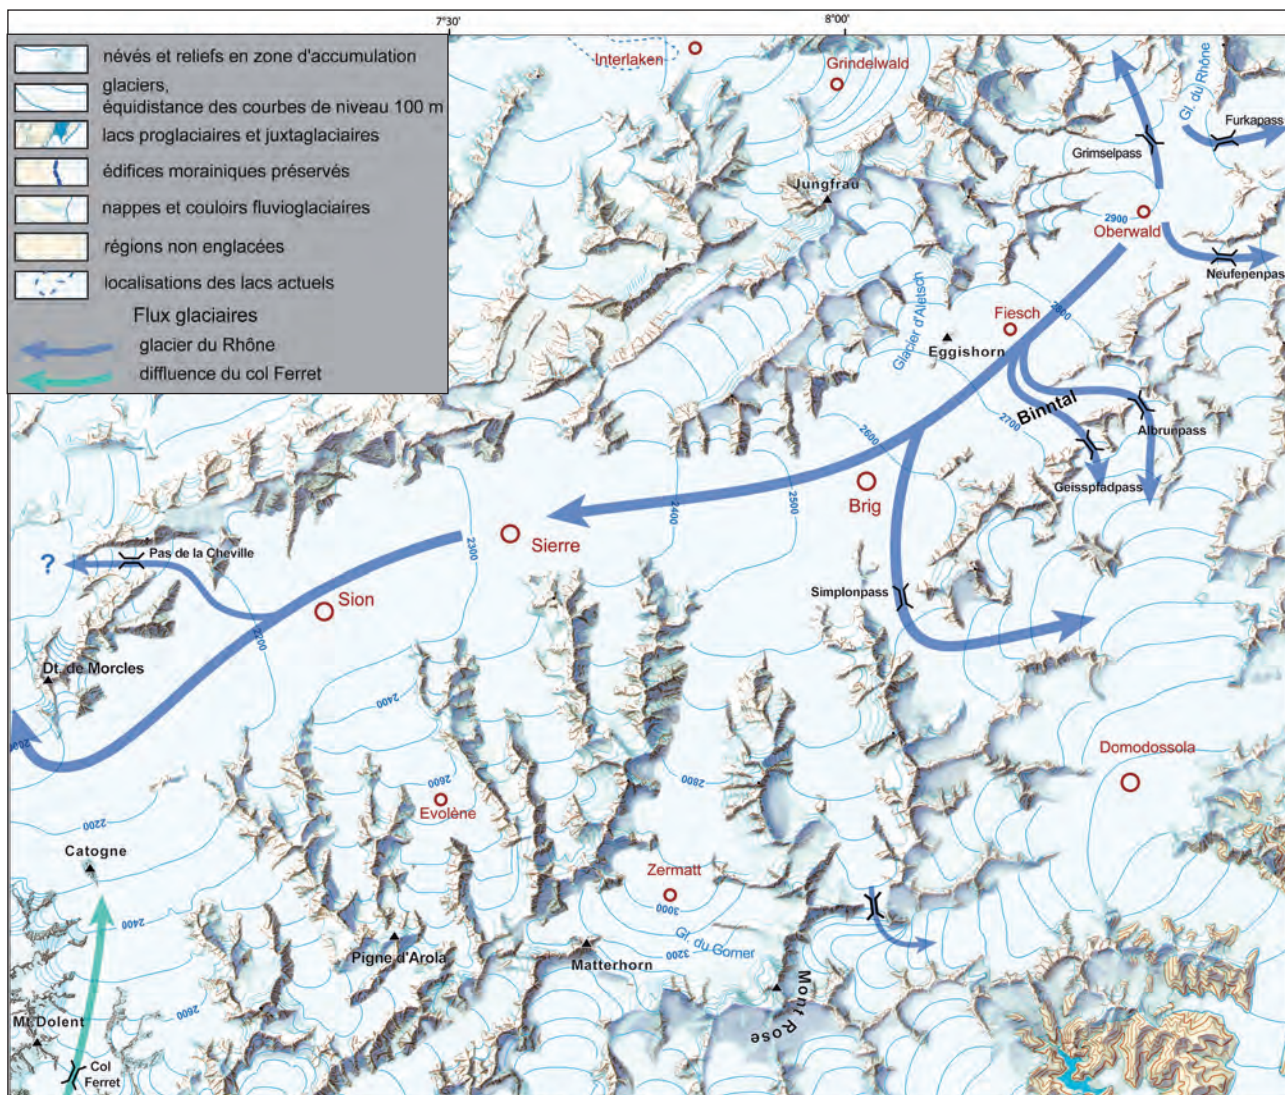 7°30'
8°00'
névés et reliefs en zone d'accumulation
glaciers,
équidistance des courbes de niveau 100 m
lacs proglaciaires et juxtaglaciaires
édifices morainiques préservés
nappes et couloirs fluvioglaciaires
régions non englacées
localisations des lacs actuels
Flux glaciaires
glacier du Rhône
diffluence du col Ferret
Interlaken
Grindelwald
Gl. du Rhône
Furkapass
Grimselpass
Jungfrau
2900
Oberwald
Neufenenpass
Glacier d'Aletsch
Fiesch
2800
Eggishorn
Binntal
2700
Albrunpass
2600
Geisspfadpass
Brig
2500
2400
Sierre
2300
Pas de la Cheville
?
Sion
Simplonpass
2200
Dt. de Morcles
2400
2000
Domodossola
2600
2800
Evolène
2200
Catogne
Zermatt
3000
2400
Gl. du Gorner
3200
Pigne d'Arola
Matterhorn
Mont Rose
2600
Mt.Dolent
Col
Ferret